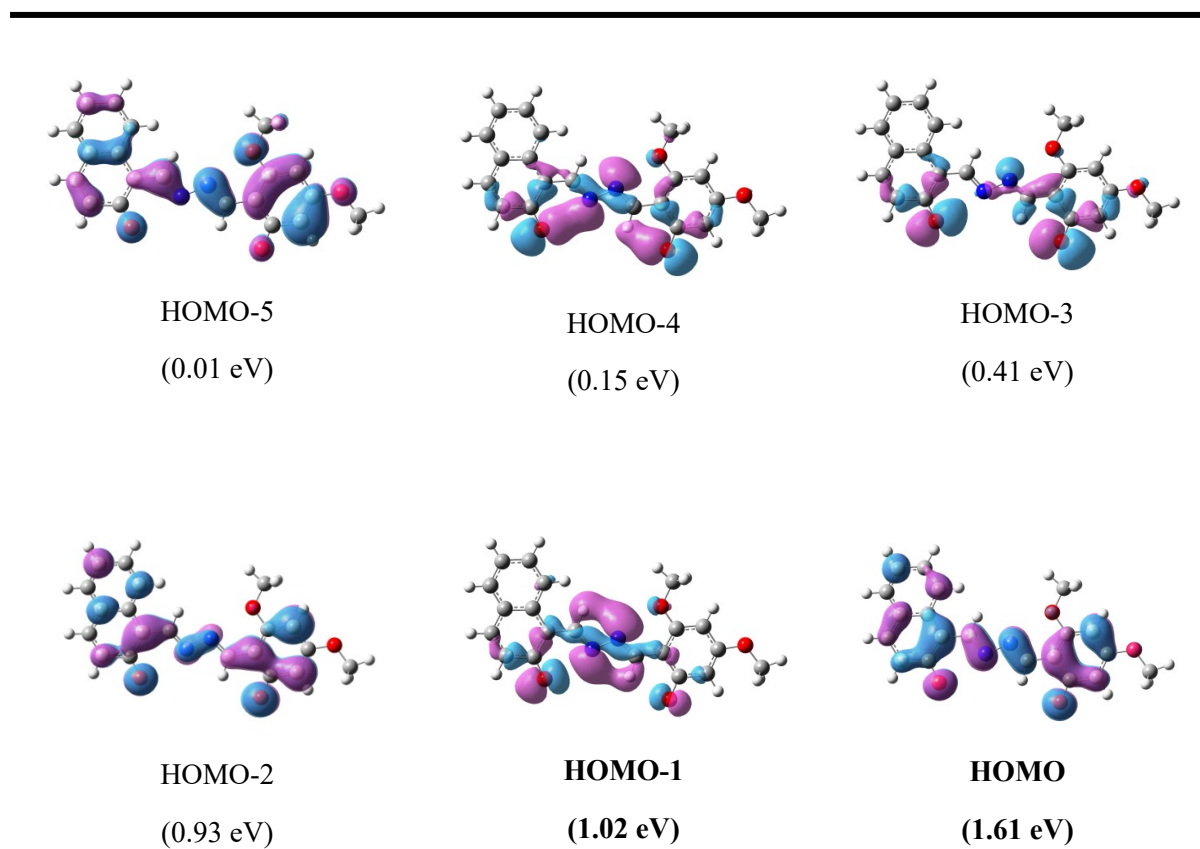 HOMO-5
(0.01 eV)
HOMO-4
(0.15 eV)
HOMO-3
(0.41 eV)
HOMO-2
(0.93 eV)
HOMO-1
(1.02 eV)
HOMO
(1.61 eV)